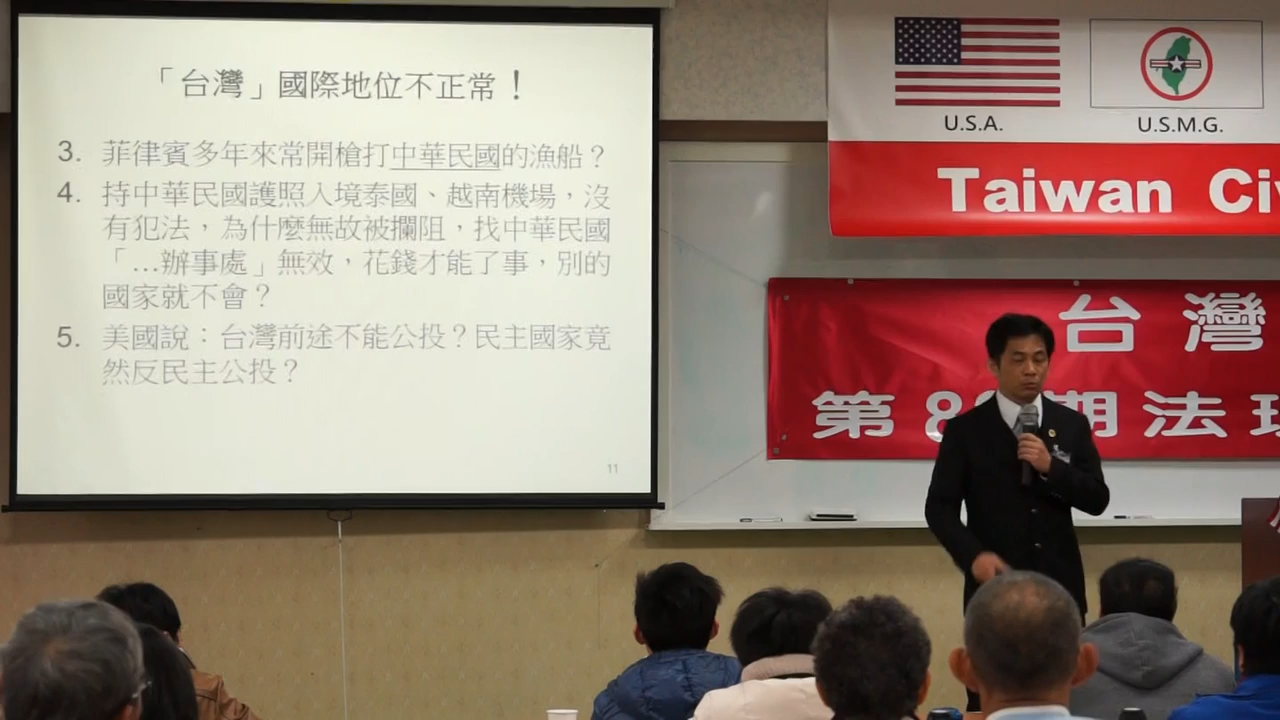 「台灣」國際地位不正常！
3. 菲律賓多年來常開槍打中華民國的漁船？
4. 持中華民國護照入境泰國、越南機場，沒
有犯法，為什麼無故被攔阻，找中華民國
「...辦事處」無效，花錢才能了事，別的
國家就不會？
5. 美國說：台灣前途不能公投？民主國家竟
然反民主公投？
11
U.S.A.
U.S.M.G.
Taiwan Ci
台灣
第8 期法